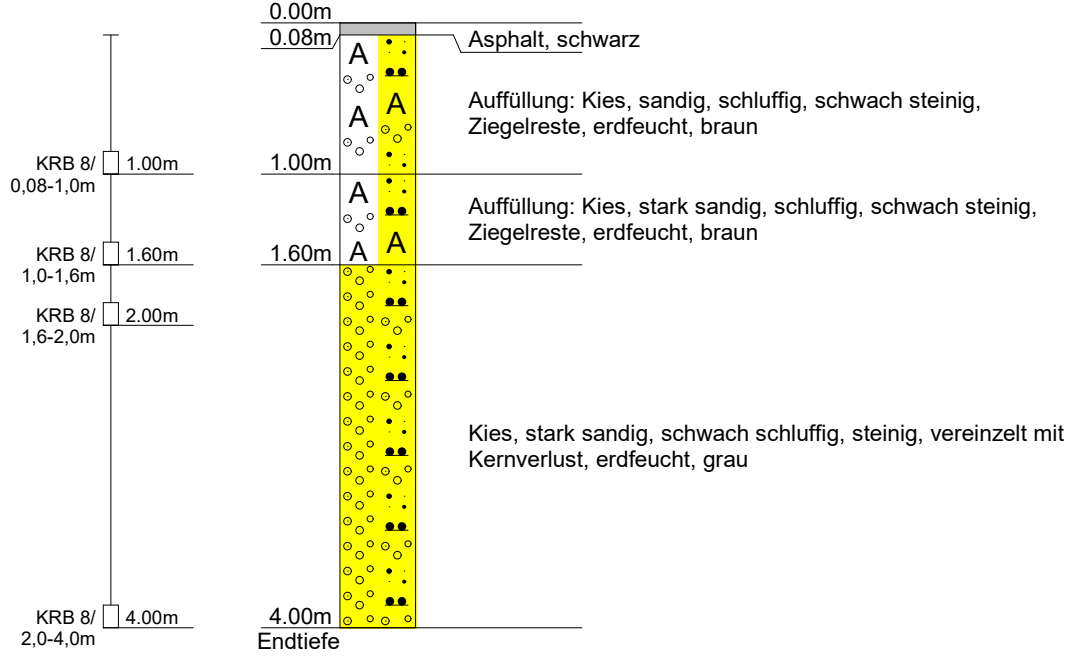 0.00m
0.08m
Asphalt, schwarz
A
A
A
Auffüllung: Kies, sandig, schluffig, schwach steinig,
Ziegelreste, erdfeucht, braun
KRB 8/
0,08-1,0m
1.00m
1.00m
A
A
A
Auffüllung: Kies, stark sandig, schluffig, schwach steinig,
Ziegelreste, erdfeucht, braun
KRB 8/
1,0-1,6m
1.60m
1.60m
KRB 8/
1,6-2,0m
2.00m
Kies, stark sandig, schwach schluffig, steinig, vereinzelt mit
Kernverlust, erdfeucht, grau
KRB 8/
2,0-4,0m
4.00m
4.00m
Endtiefe